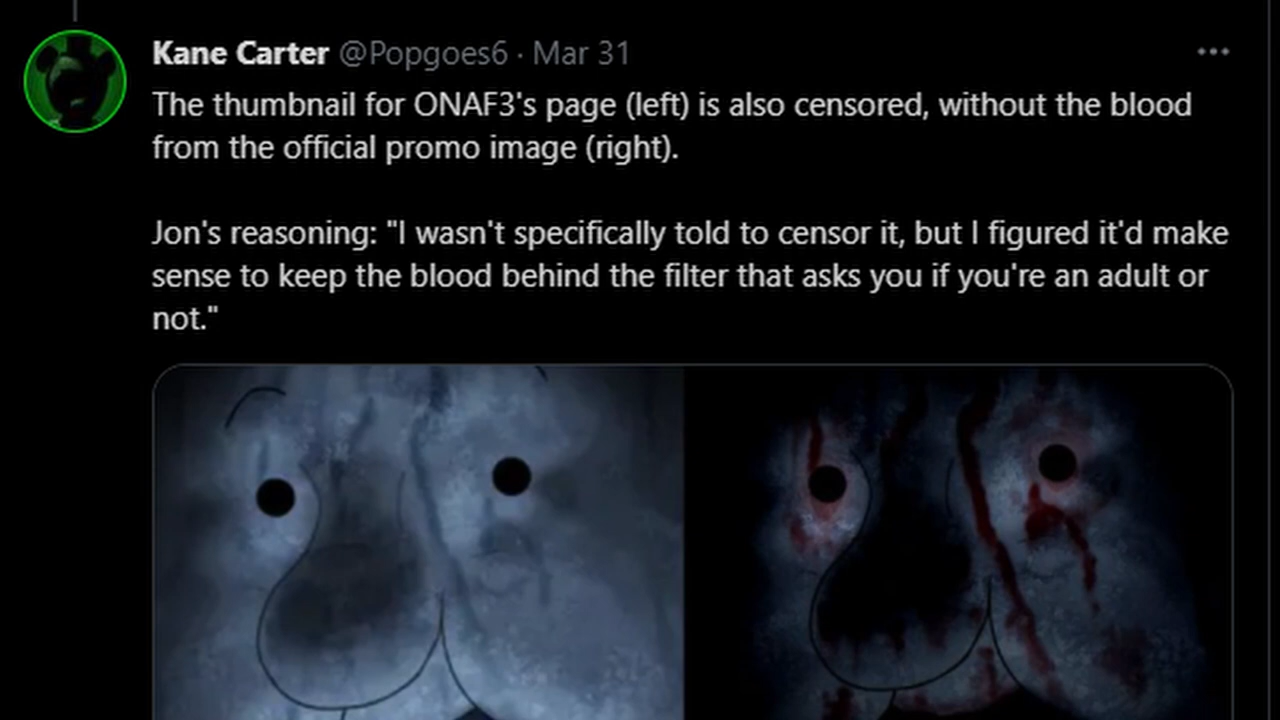 Kane Carter @Popgoes6 · Mar 31
The thumbnail for ONAF3's page (left) is also censored, without the blood
from the official promo image (right).
Jon's reasoning: "I wasn't specifically told to censor it, but I figured it'd make
sense to keep the blood behind the filter that asks you if you're an adult or
not."